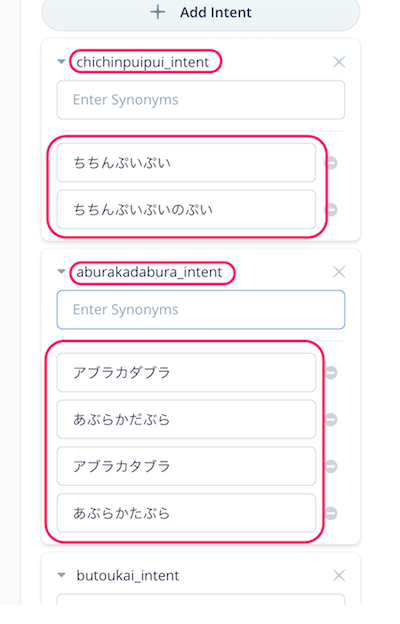 Add Intent
chichinpuipui_intent
Enter Synonyms
ちちんぷいぷい
ちちんぷいぷいのぷい
aburakadabura_intent
Enter Synonyms
アブラカダブラ
あぶらかだぶら
アブラカタブラ
あぶらかたぶら
butoukai_intent